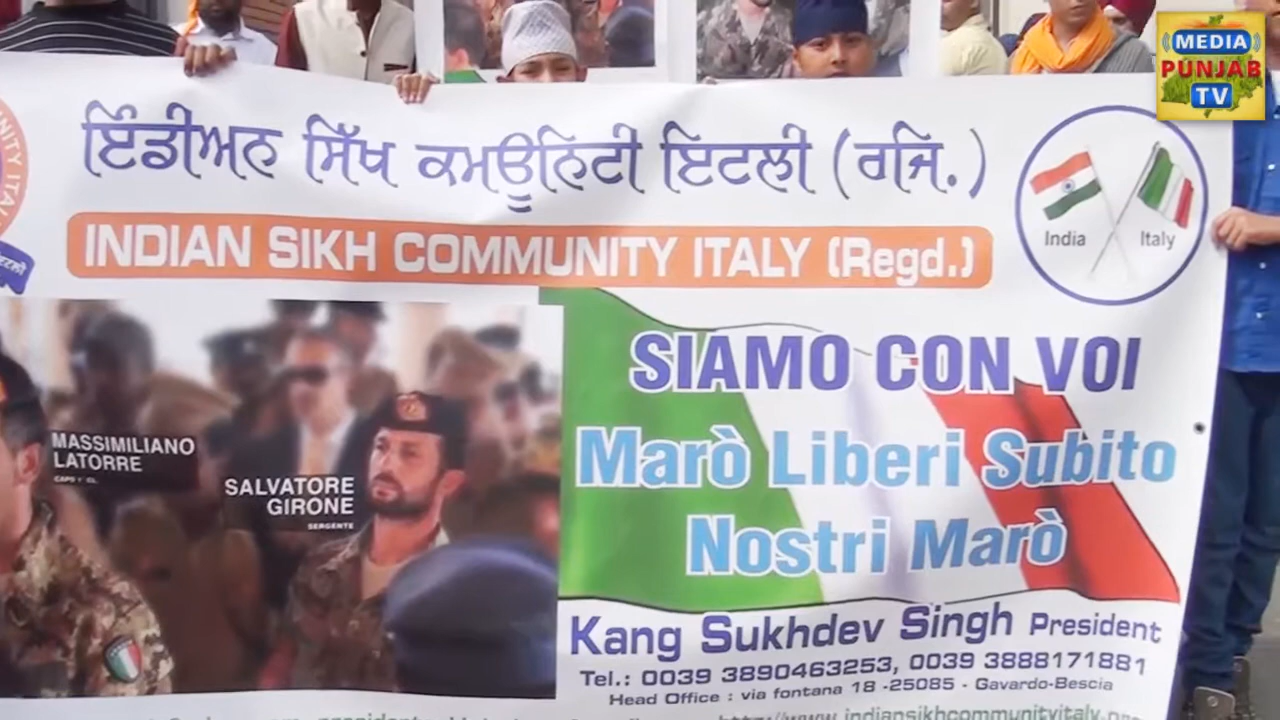 MEDIA
PUNJAB
TV
ਇੰਡੀਅਨ ਸਿੱਖ ਕਮਊਨਿਟੀ ਇਟਲੀ (ਰਜਿ.)
INDIAN SIKH COMMUNITY ITALY (Regd.)
India Italy
SIAMO CON VOI
Marò Liberi Subito
Nostri Marò
MASSIMILIANO
LATORRE
SALVATORE
GIRONE
SERGENTE
Kang Sukhdev Singh President
Tel.: 0039 3890463253, 0039 3888171881
Head Office : via fontana 18 -25085 - Gavardo-Bescia